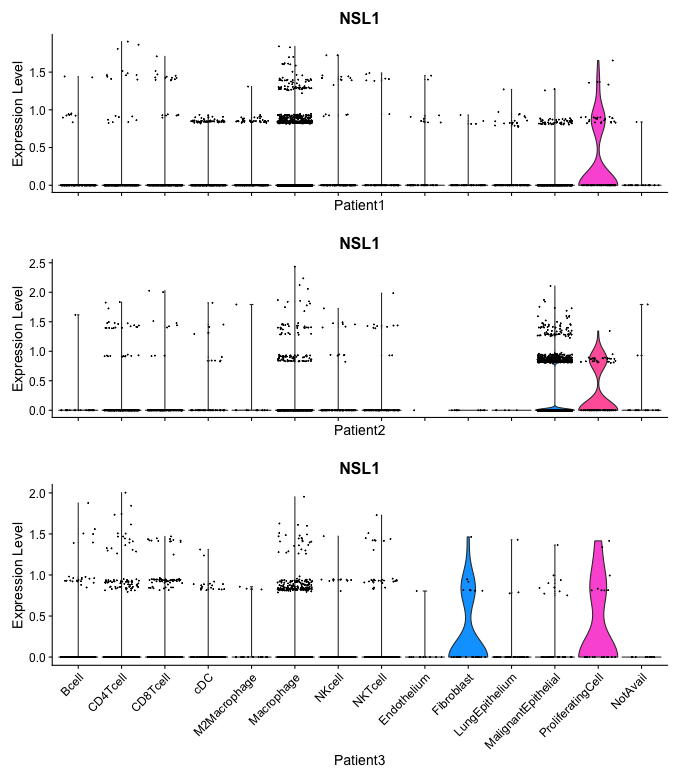 NSL1
Expression Level
1.5
1.0
0.5
0.0
Patient1
NSL1
Expression Level
2.5
2.0
1.5
1.0
0.5
0.0
Patient2
NSL1
Expression Level
2.0
1.5
1.0
0.5
0.0
Bcell
CD4Tcell
CD8Tcell
cDC
M2Macrophage
Macrophage
NKcell
NKTcell
Endothelium
Fibroblast
LungEpithelium
MalignantEpithelial
ProliferatingCell
NotAvail
Patient3